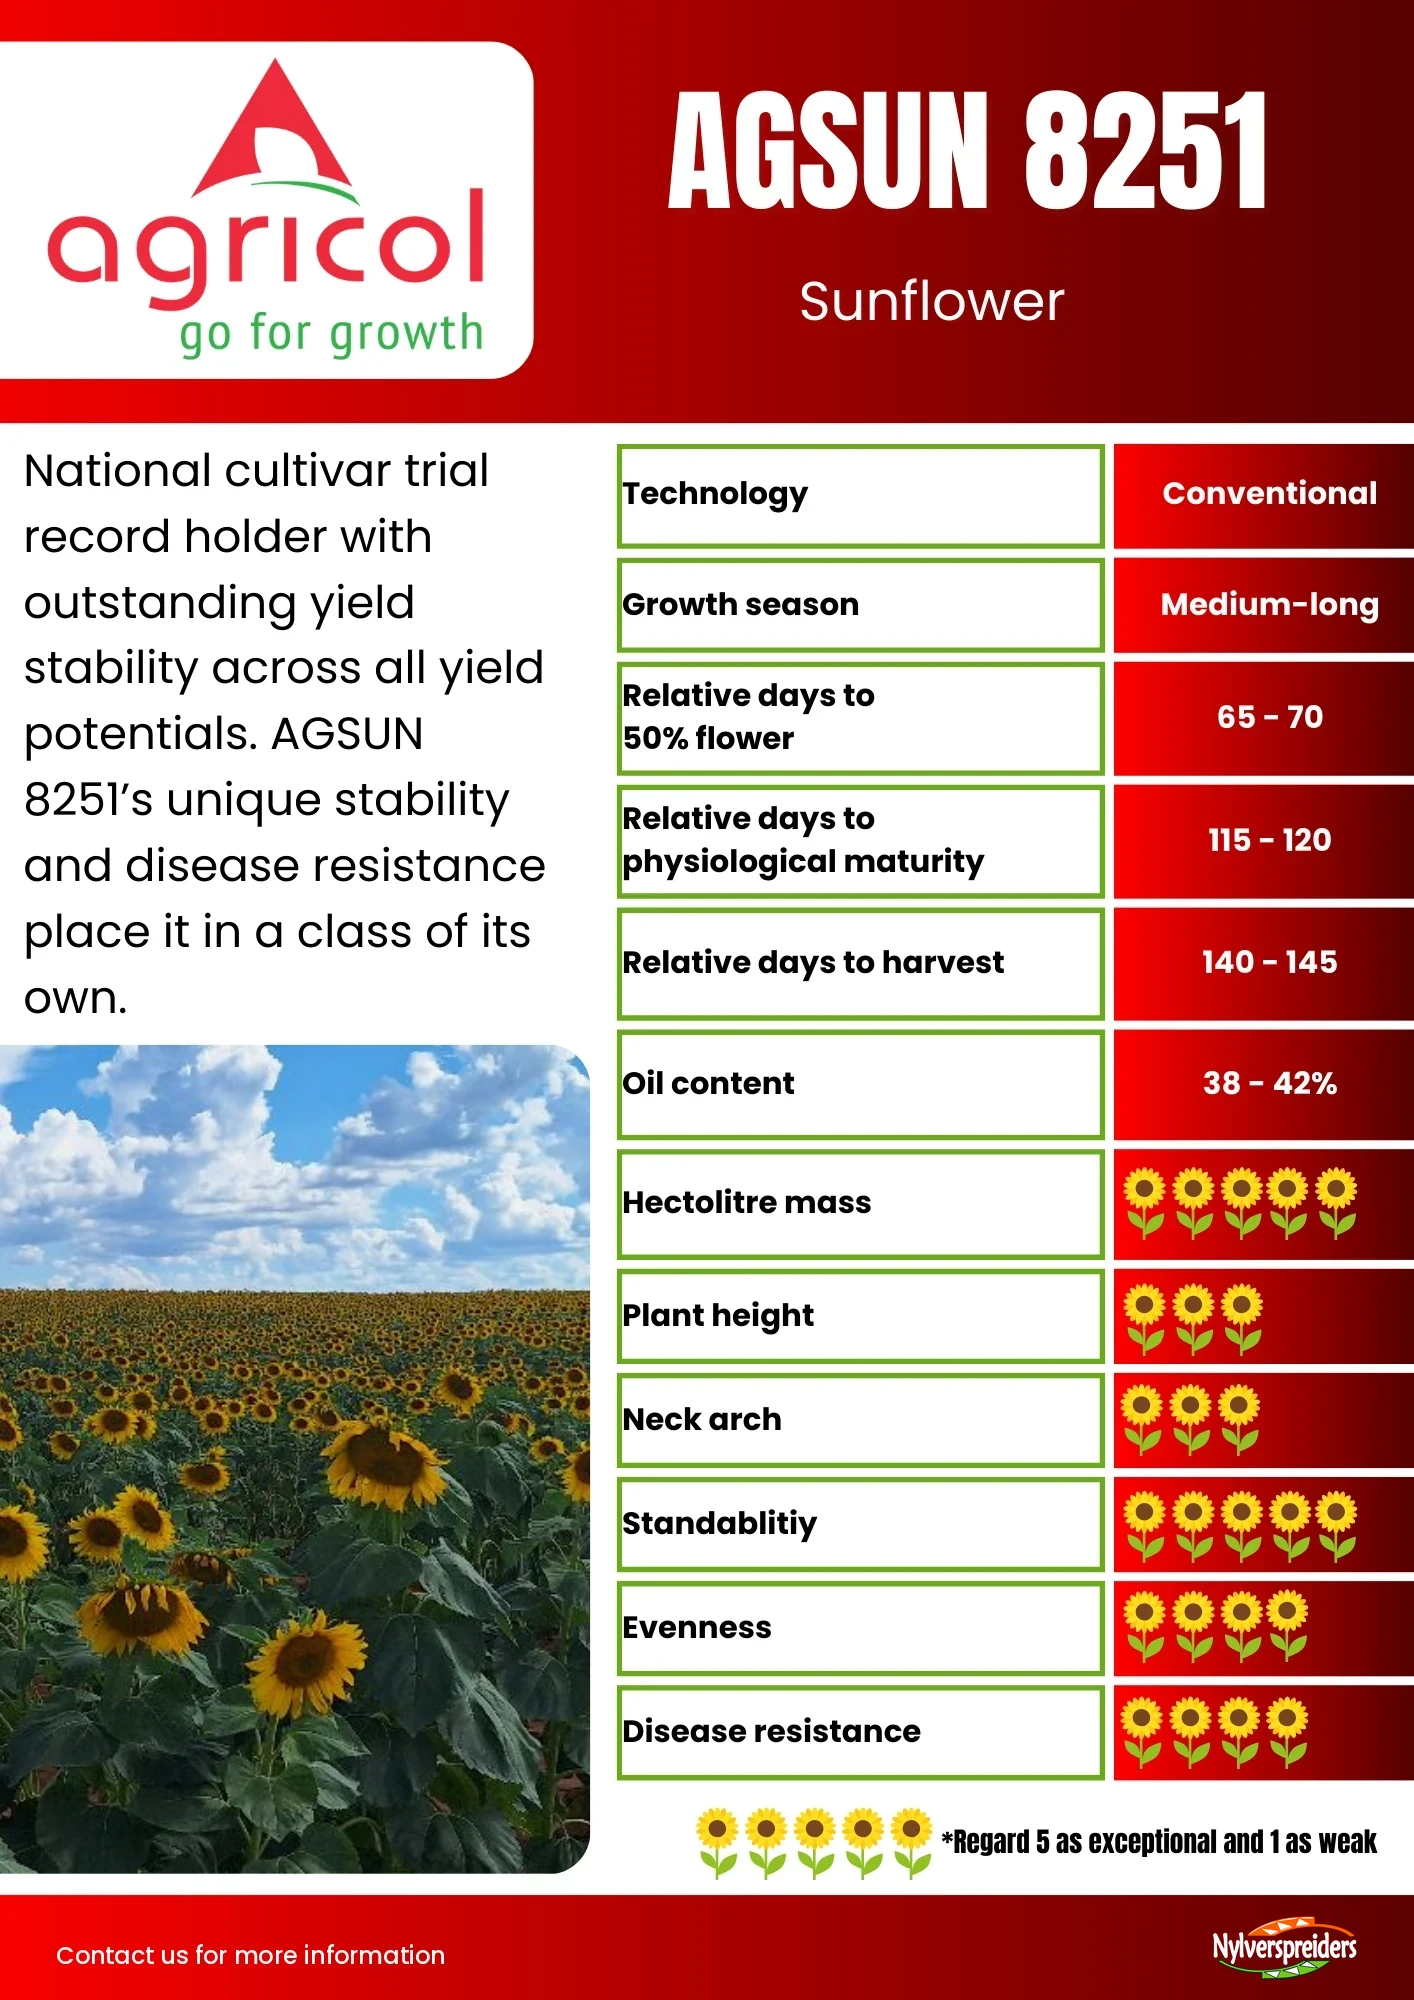 agricol
go for growth
AGSUN 8251
Sunflower
National cultivar trial
record holder with
outstanding yield
stability across all yield
potentials. AGSUN
8251’s unique stability
and disease resistance
place it in a class of its
own.
Technology
Conventional
Growth season
Medium-long
Relative days to
50% flower
65 - 70
Relative days to
physiological maturity
115 - 120
Relative days to harvest
140 - 145
Oil content
38 - 42%
Hectolitre mass
Plant height
Neck arch
Standablitiy
Evenness
Disease resistance
*Regard 5 as exceptional and 1 as weak
Contact us for more information
Nylverspreiders